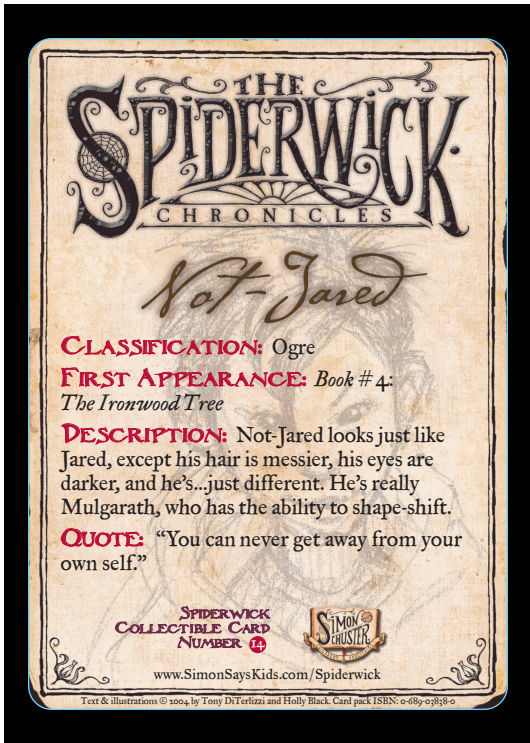 THE
SPIDERWICK
CHRONICLES
Not-Jared
CLASSIFICATION: Ogre
FIRST APPEARANCE: Book #4:
The Ironwood Tree
DESCRIPTION: Not-Jared looks just like
Jared, except his hair is messier, his eyes are
darker, and he's...just different. He's really
Mulgarath, who has the ability to shape-shift.
QUOTE: “You can never get away from your
own self.”
SPIDERWICK
COLLECTIBLE CARD
NUMBER 14
SIMON
SCHUSTER
www.SimonSaysKids.com/Spiderwick
Text & illustrations © 2004 by Tony DiTerlizzi and Holly Black. Card pack ISBN: 0-689-03838-0